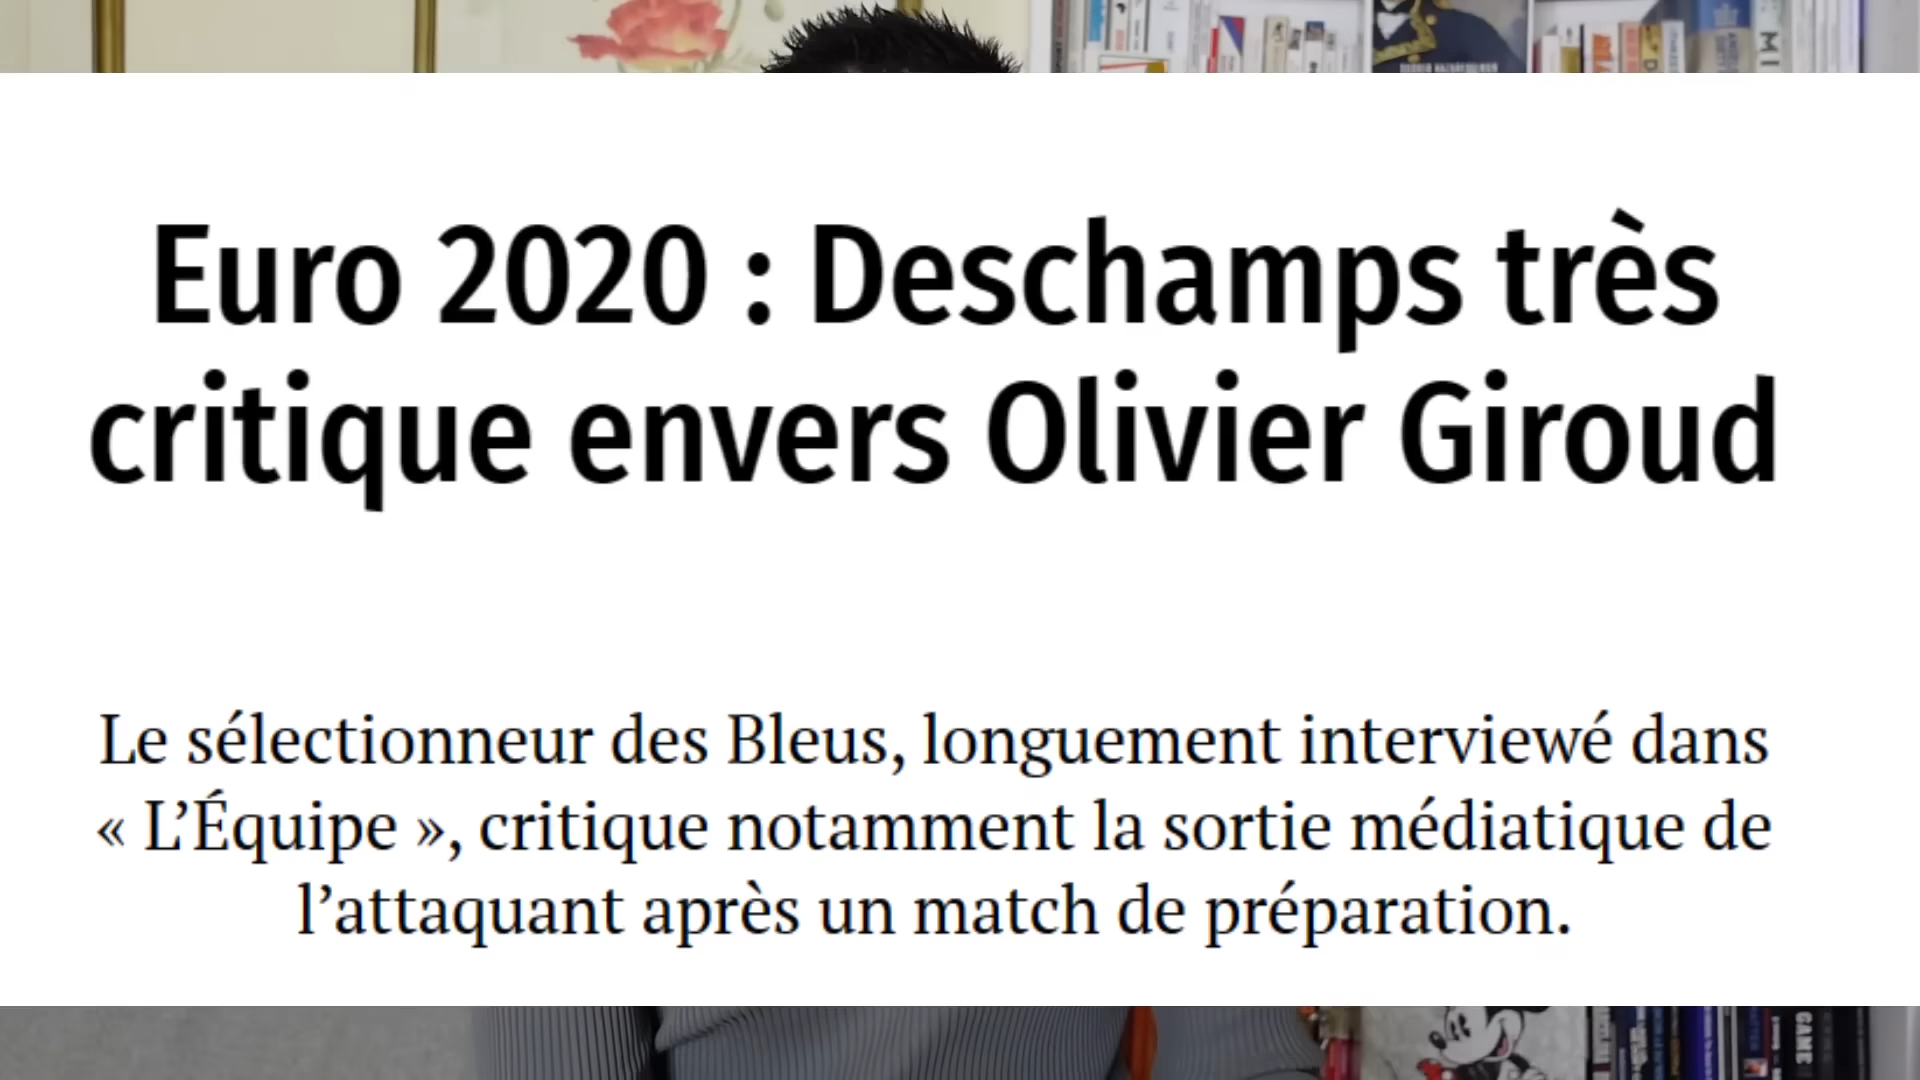 Euro 2020 : Deschamps très
critique envers Olivier Giroud
Le sélectionneur des Bleus, longuement interviewé dans
« L’Équipe », critique notamment la sortie médiatique de
l’attaquant après un match de préparation.
GAME